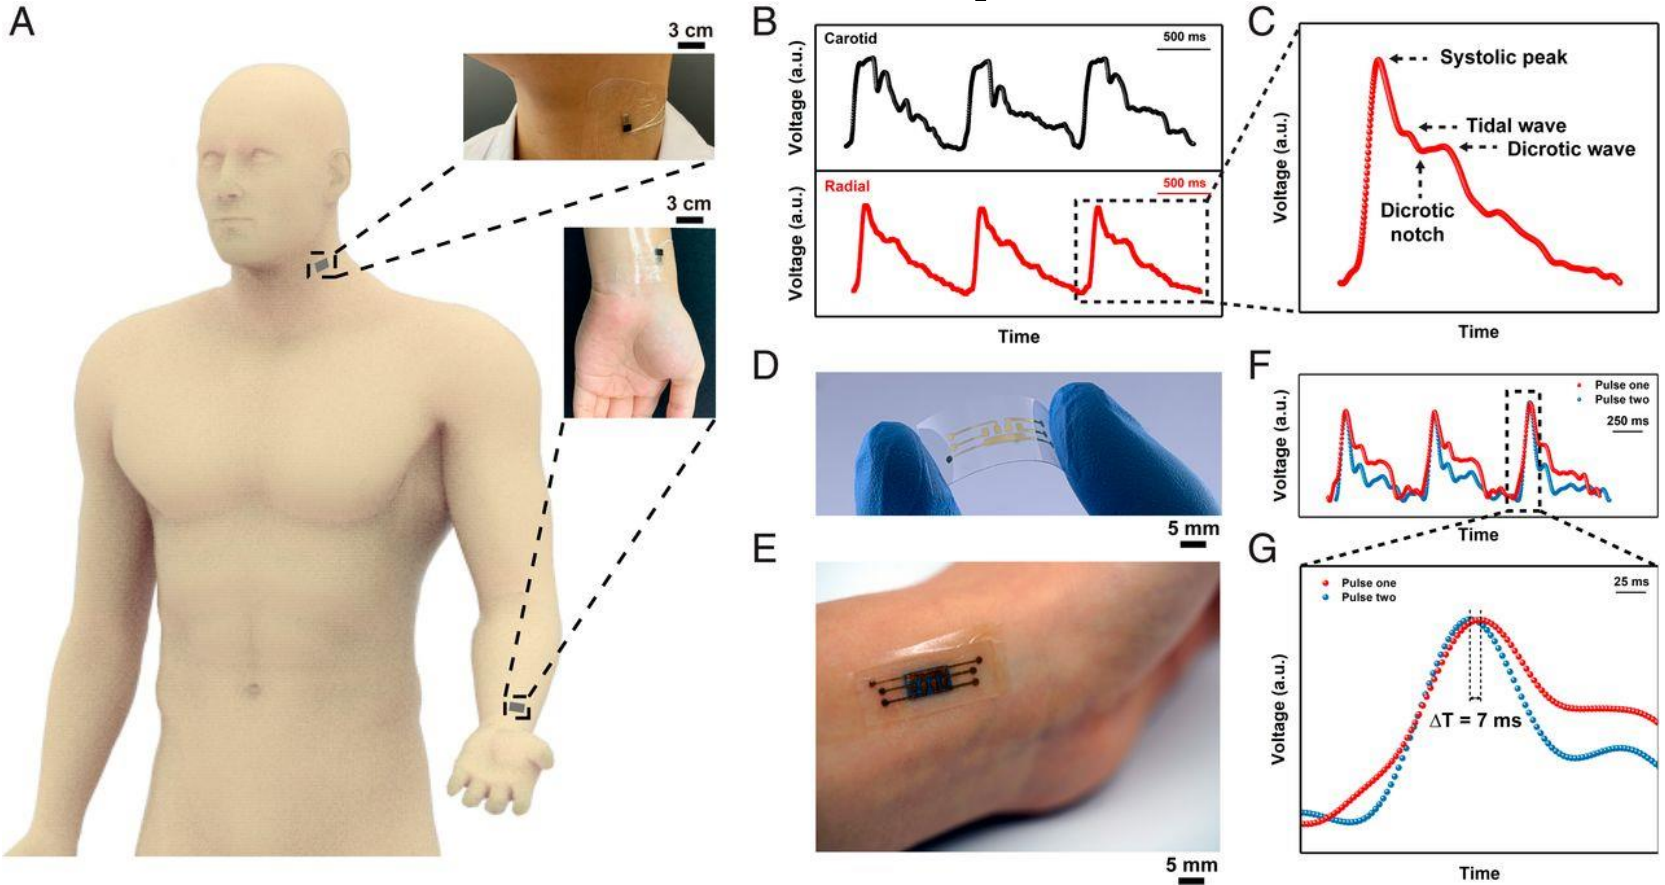 A
3 cm
3 cm
B
Carotid
500 ms
Voltage (a.u.)
Radial
500 ms
Voltage (a.u.)
Time
C
Systolic peak
Tidal wave
Dicrotic wave
Dicrotic
notch
Voltage (a.u.)
Time
D
5 mm
E
5 mm
F
Pulse one
Pulse two
250 ms
Voltage (a.u.)
Time
G
Pulse one
Pulse two
25 ms
ΔT = 7 ms
Voltage (a.u.)
Time